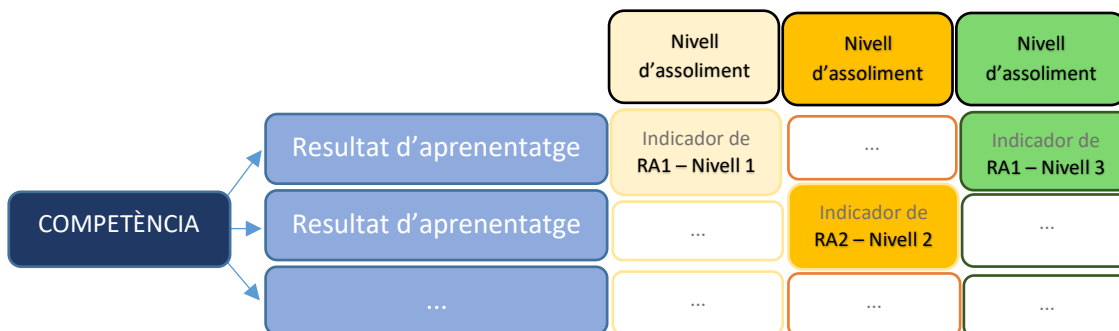 Nivell
d'assoliment
Nivell
d'assoliment
Nivell
d'assoliment
COMPETÈNCIA
Resultat d'aprenentatge
Indicador de
RA1 – Nivell 1
...
Indicador de
RA1 – Nivell 3
Resultat d'aprenentatge
...
Indicador de
RA2 – Nivell 2
...
...
...
...
...